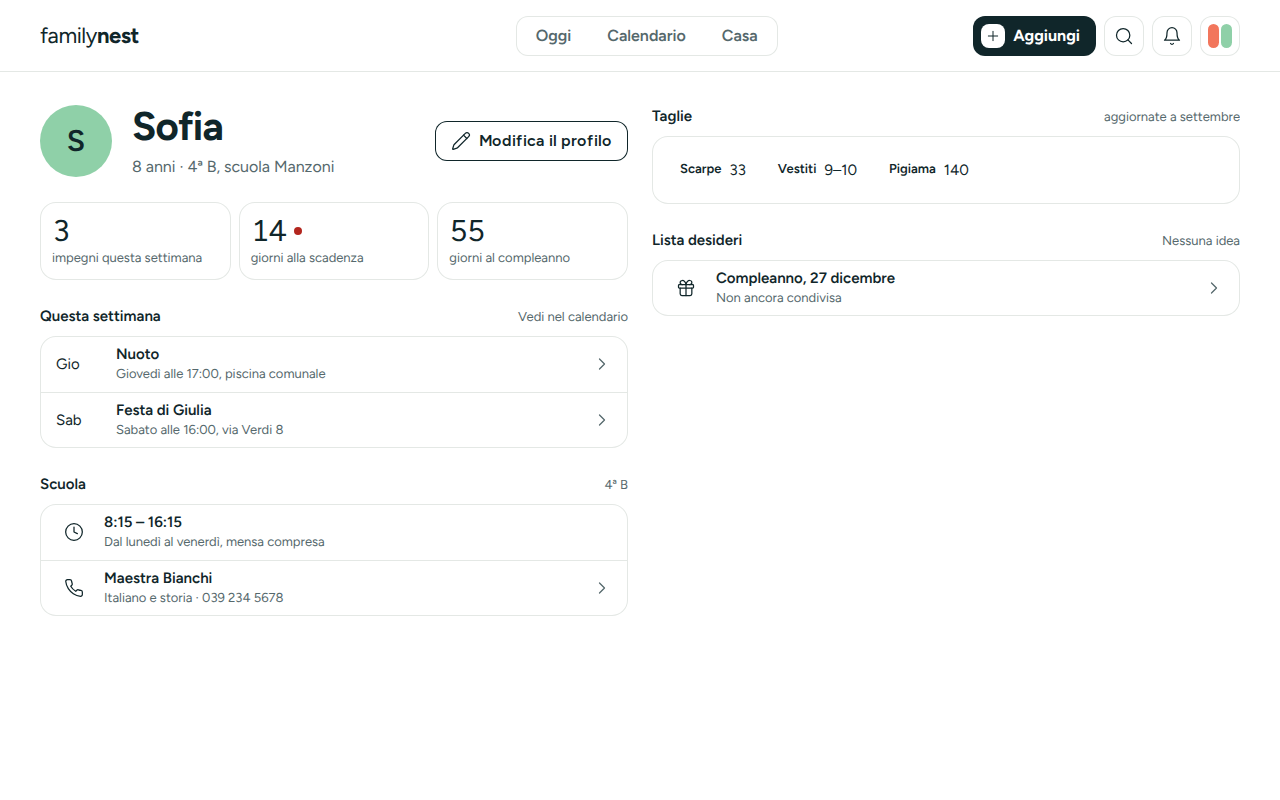 familynest
Oggi
Calendario
Casa
Aggiungi
S
Sofia
8 anni · 4ª B, scuola Manzoni
Modifica il profilo
3
impegni questa settimana
14
giorni alla scadenza
55
giorni al compleanno
Questa settimana
Vedi nel calendario
Gio
Nuoto
Giovedì alle 17:00, piscina comunale
Sab
Festa di Giulia
Sabato alle 16:00, via Verdi 8
Scuola
4ª B
8:15 – 16:15
Dal lunedì al venerdì, mensa compresa
Maestra Bianchi
Italiano e storia · 039 234 5678
Taglie
aggiornate a settembre
Scarpe 33
Vestiti 9–10
Pigiama 140
Lista desideri
Nessuna idea
Compleanno, 27 dicembre
Non ancora condivisa